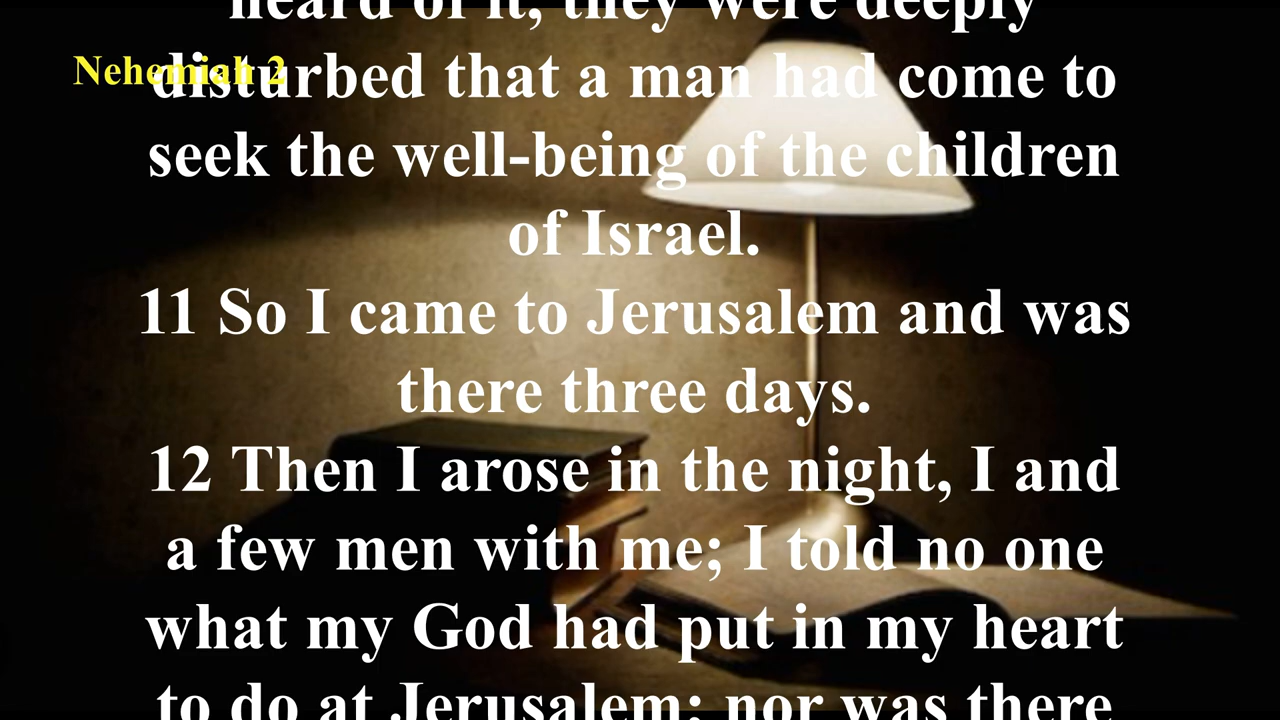 heard of it, they were deeply
Nehemiah 2
disturbed that a man had come to
seek the well-being of the children
of Israel.
11 So I came to Jerusalem and was
there three days.
12 Then I arose in the night, I and
a few men with me; I told no one
what my God had put in my heart
to do at Jerusalem; nor was there